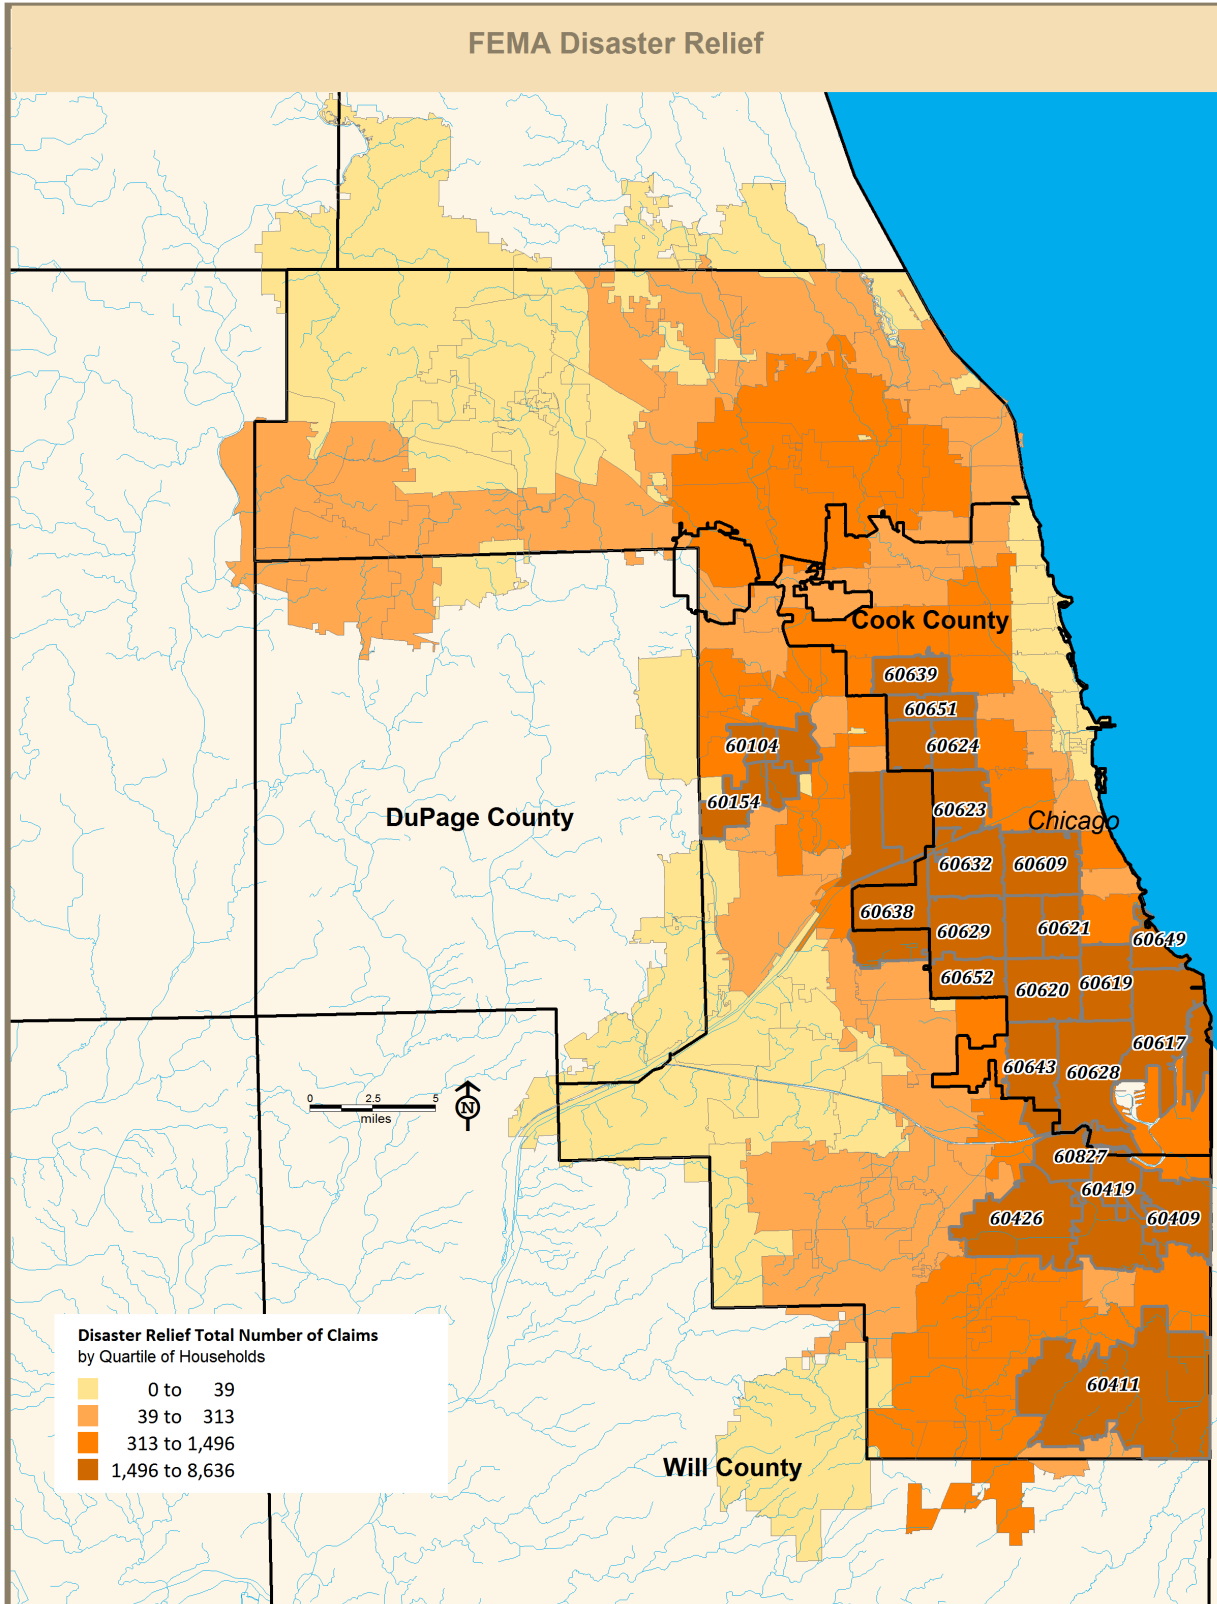 FEMA Disaster Relief
Cook County
60639
60651
60104
60624
60154
60623
DuPage County
Chicago
60632
60609
60638
60629
60621
60649
60652
60620
60619
60617
60643
60628
0 2.5 5
miles
N
60827
60419
60426
60409
60411
Will County
Disaster Relief Total Number of Claims
by Quartile of Households
0 to 39
39 to 313
313 to 1,496
1,496 to 8,636